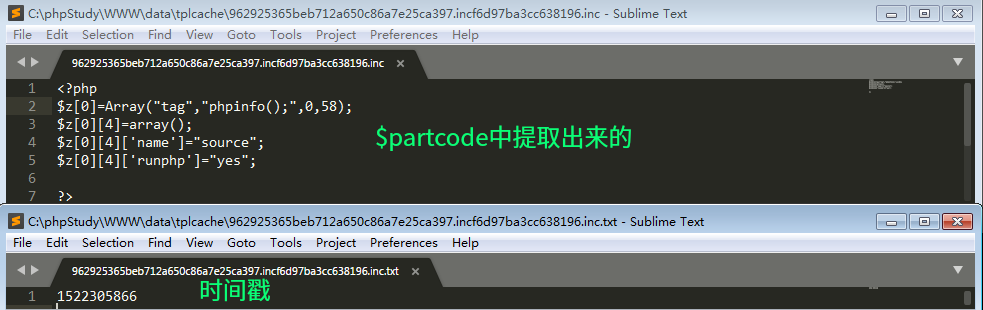 C:\phpStudy\WWW\data\tplcache\962925365beb712a650c86a7e25ca397.incf6d97ba3cc638196.inc - Sublime Text
File Edit Selection Find View Goto Tools Project Preferences Help
962925365beb712a650c86a7e25ca397.incf6d97ba3cc638196.inc ×
1 <?php
2 $z[0]=Array("tag","phpinfo();",0,58);
3 $z[0][4]=array();
4 $z[0][4]['name']="source";
5 $z[0][4]['runphp']="yes";
6
7 ?>
$partcode中提取出来的
C:\phpStudy\WWW\data\tplcache\962925365beb712a650c86a7e25ca397.incf6d97ba3cc638196.inc.txt - Sublime Text
File Edit Selection Find View Goto Tools Project Preferences Help
962925365beb712a650c86a7e25ca397.incf6d97ba3cc638196.inc.txt ×
1 1522305866
时间戳